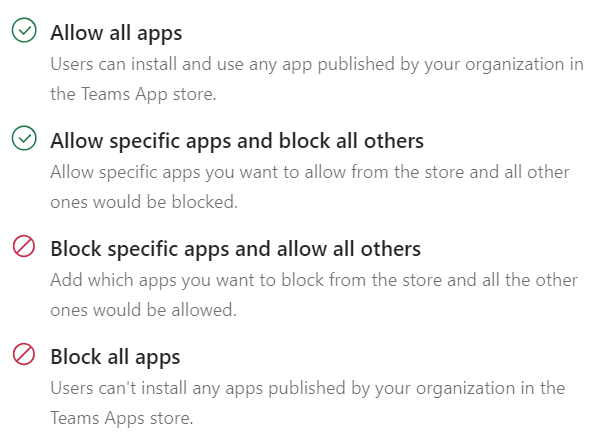 Allow all apps
Users can install and use any app published by your organization in
the Teams App store.
Allow specific apps and block all others
Allow specific apps you want to allow from the store and all other
ones would be blocked.
Block specific apps and allow all others
Add which apps you want to block from the store and all the other
ones would be allowed.
Block all apps
Users can't install any apps published by your organization in the
Teams Apps store.